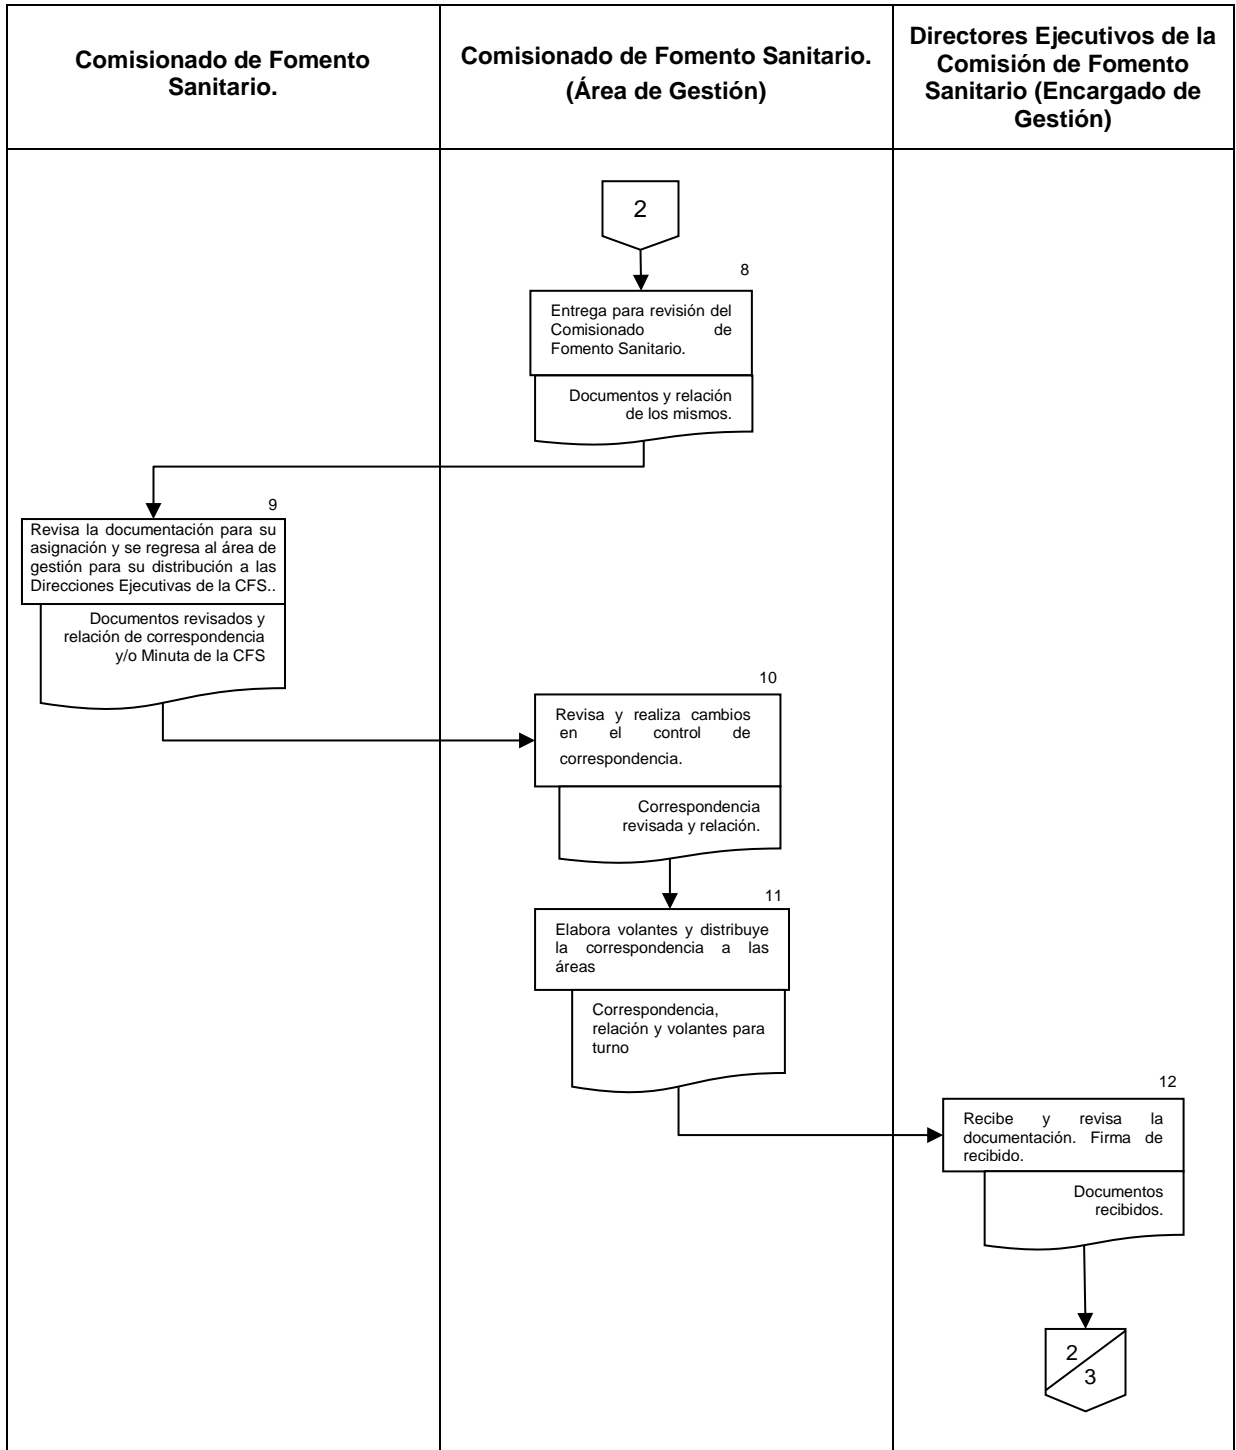 Comisionado de Fomento
Sanitario.
Comisionado de Fomento Sanitario.
(Área de Gestión)
Directores Ejecutivos de la
Comisión de Fomento
Sanitario (Encargado de
Gestión)
2
8
Entrega para revisión del
Comisionado de
Fomento Sanitario.
Documentos y relación
de los mismos.
9
Revisa la documentación para su
asignación y se regresa al área de
gestión para su distribución a las
Direcciones Ejecutivas de la CFS..
Documentos revisados y
relación de correspondencia
y/o Minuta de la CFS
10
Revisa y realiza cambios
en el control de
correspondencia.
Correspondencia
revisada y relación.
11
Elabora volantes y distribuye
la correspondencia a las
áreas
Correspondencia,
relación y volantes para
turno
12
Recibe y revisa la
documentación. Firma de
recibido.
Documentos
recibidos.
2
3